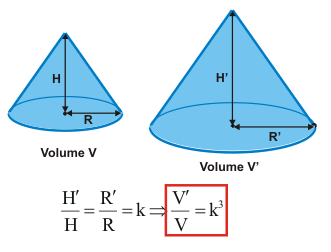 H
R
Volume V
H'
R'
Volume V'
H'/H = R'/R = k ⇒ V'/V = k³